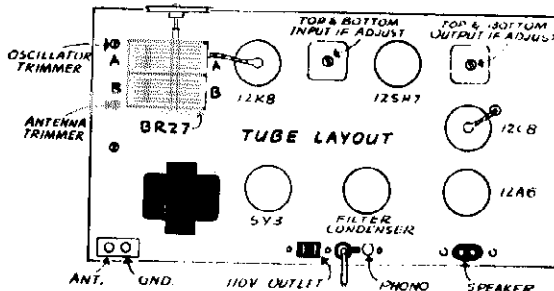 TOP & BOTTOM
INPUT IF ADJUST
TOP & BOTTOM
OUTPUT IF ADJUST
OSCILLATOR
TRIMMER
A
A
B
B
ANTENNA
TRIMMER
BR27
12K8
12SH7
TUBE LAYOUT
12C8
5Y3
FILTER
CONDENSER
12A6
ANT.
GND.
110V OUTLET
PHONO
SPEAKER